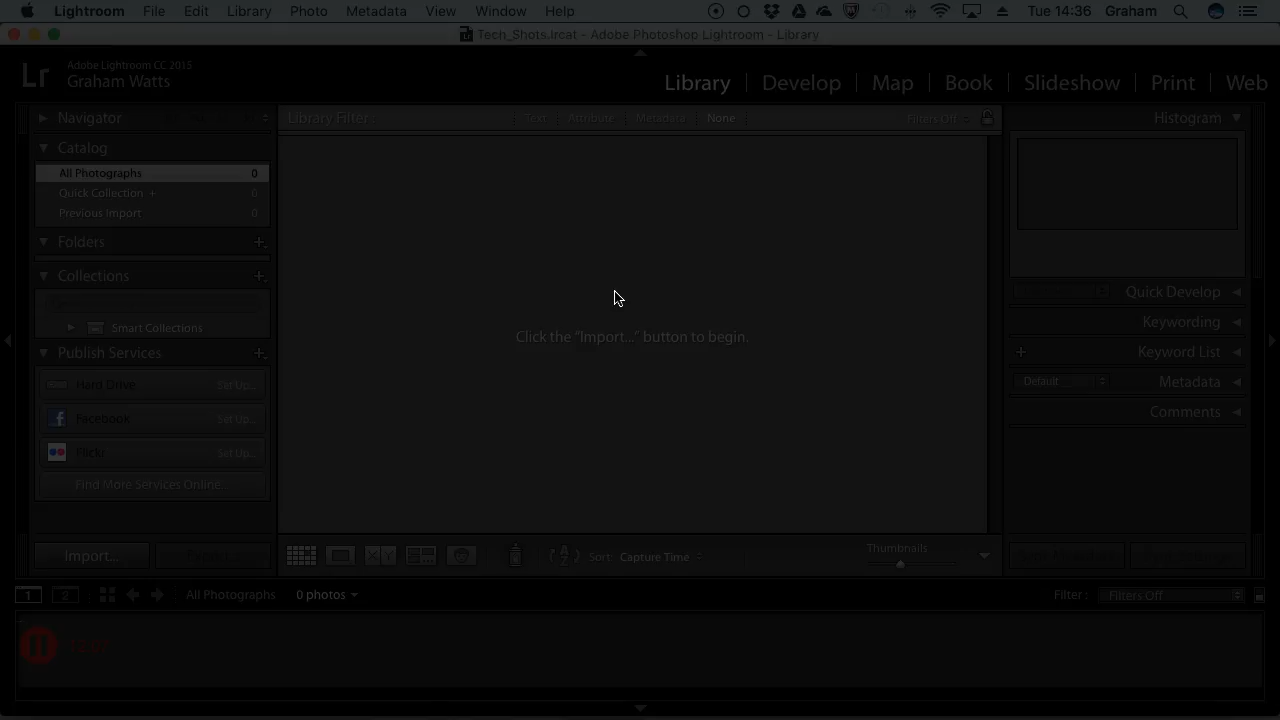 Lightroom File Edit Library Photo Metadata View Window Help Tue 14:36 Graham
Tech_Shots.lrcat - Adobe Photoshop Lightroom - Library
Lr Adobe Lightroom CC 2015
Graham Watts
Library Develop Map Book Slideshow Print Web
Navigator
Library Filter: Text Attribute Metadata None Filters Off
Histogram
Catalog
All Photographs 0
Quick Collection + 0
Previous Import 0
Folders
Collections
Smart Collections
Publish Services
Hard Drive Set Up...
Facebook Set Up...
Flickr Set Up...
Find More Services Online...
Click the “Import...” button to begin.
Quick Develop
Keywording
Keyword List
Default Metadata
Comments
Import...
X Y
A Z Sort: Capture Time
Thumbnails
1 2 All Photographs 0 photos Filter: Filters Off